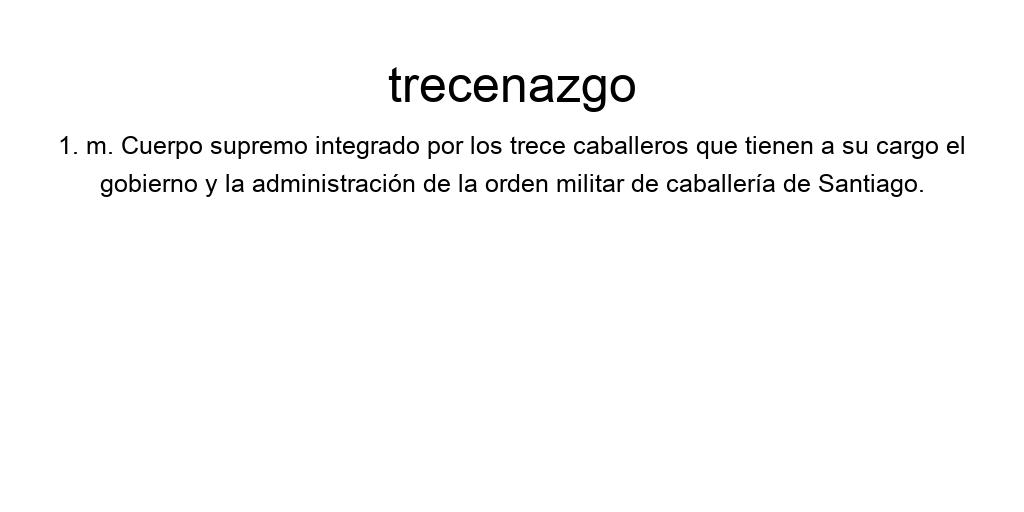 trecenazgo
1. m. Cuerpo supremo integrado por los trece caballeros que tienen a su cargo el
gobierno y la administración de la orden militar de caballería de Santiago.